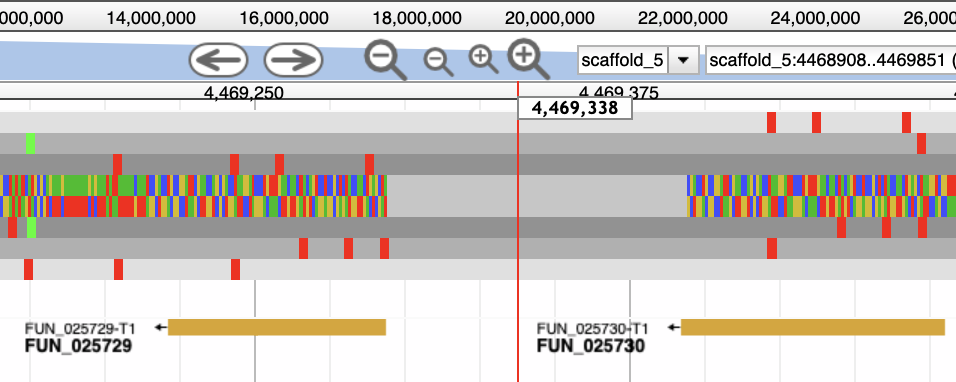 000,000 14,000,000 16,000,000 18,000,000 20,000,000 22,000,000 24,000,000 26,000
scaffold_5 scaffold_5:4468908..4469851 (
4,469,250 4,469,375
4,469,338
FUN_025729-T1 FUN_025730-T1
FUN_025729 FUN_025730